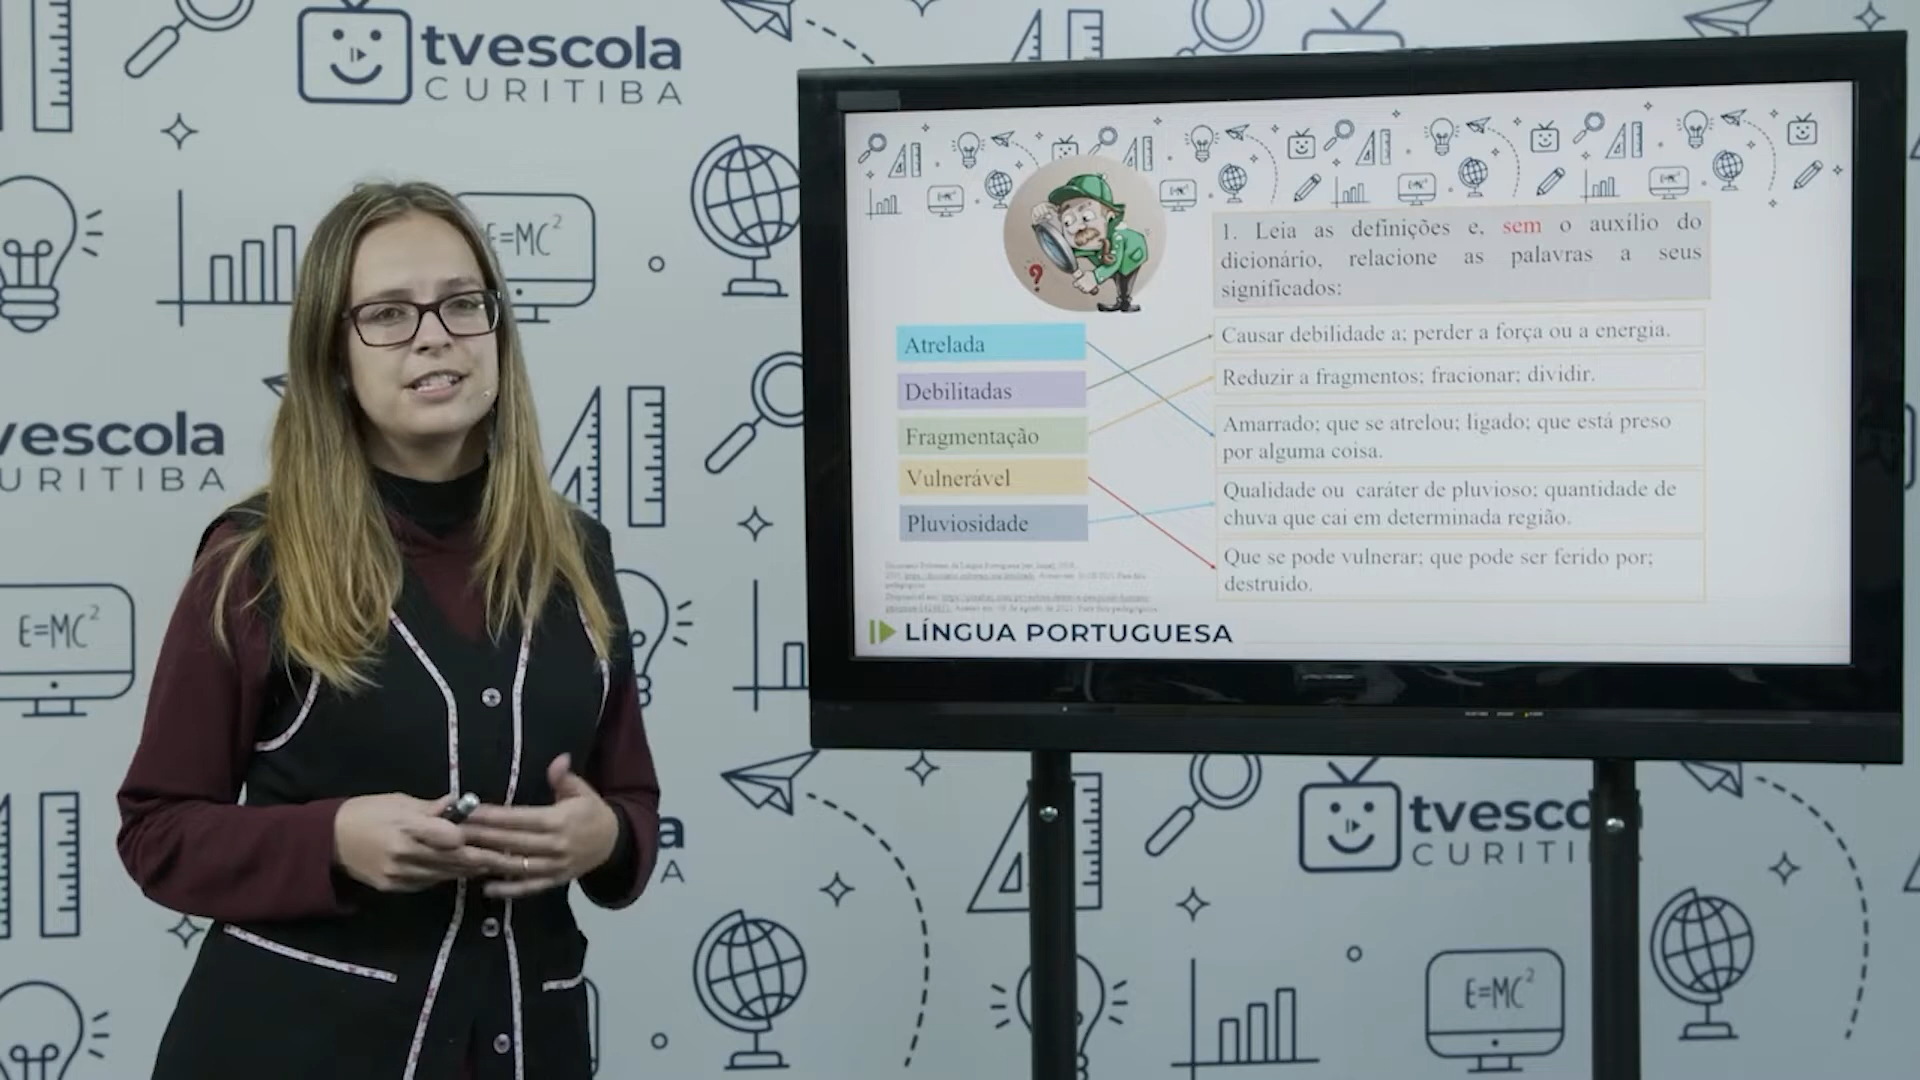 tvescola
CURITIBA
E=MC²
vescola
URITIBA
E=MC²
1. Leia as definições e, sem o auxílio do
dicionário, relacione as palavras a seus
significados:
?
Atrelada
Debilitadas
Fragmentação
Vulnerável
Pluviosidade
Causar debilidade a; perder a força ou a energia.
Reduzir a fragmentos; fracionar; dividir.
Amarrado; que se atrelou; ligado; que está preso
por alguma coisa.
Qualidade ou caráter de pluvioso; quantidade de
chuva que cai em determinada região.
Que se pode vulnerar; que pode ser ferido por;
destruído.
LÍNGUA PORTUGUESA
a
A
tvesco
CURITI
E=MC²